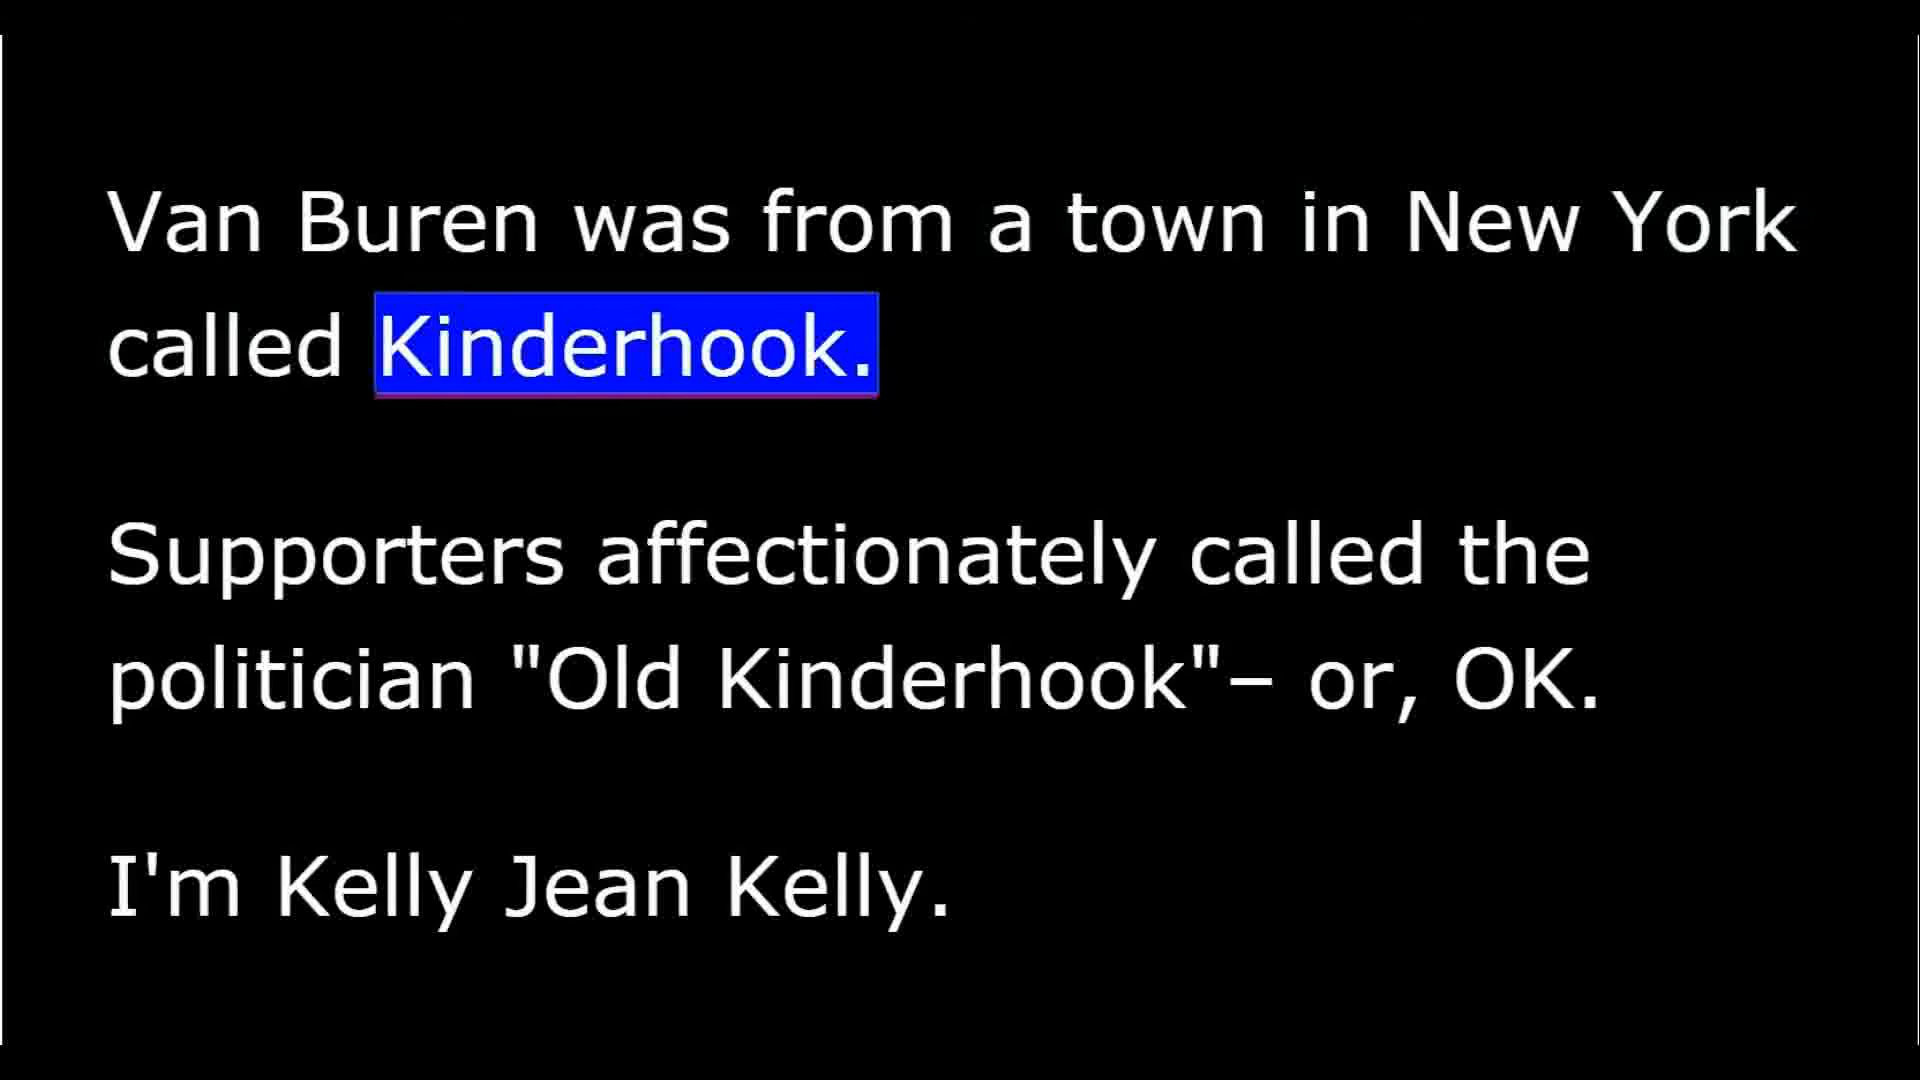 Van Buren was from a town in New York
called Kinderhook.
Supporters affectionately called the
politician "Old Kinderhook"– or, OK.
I'm Kelly Jean Kelly.